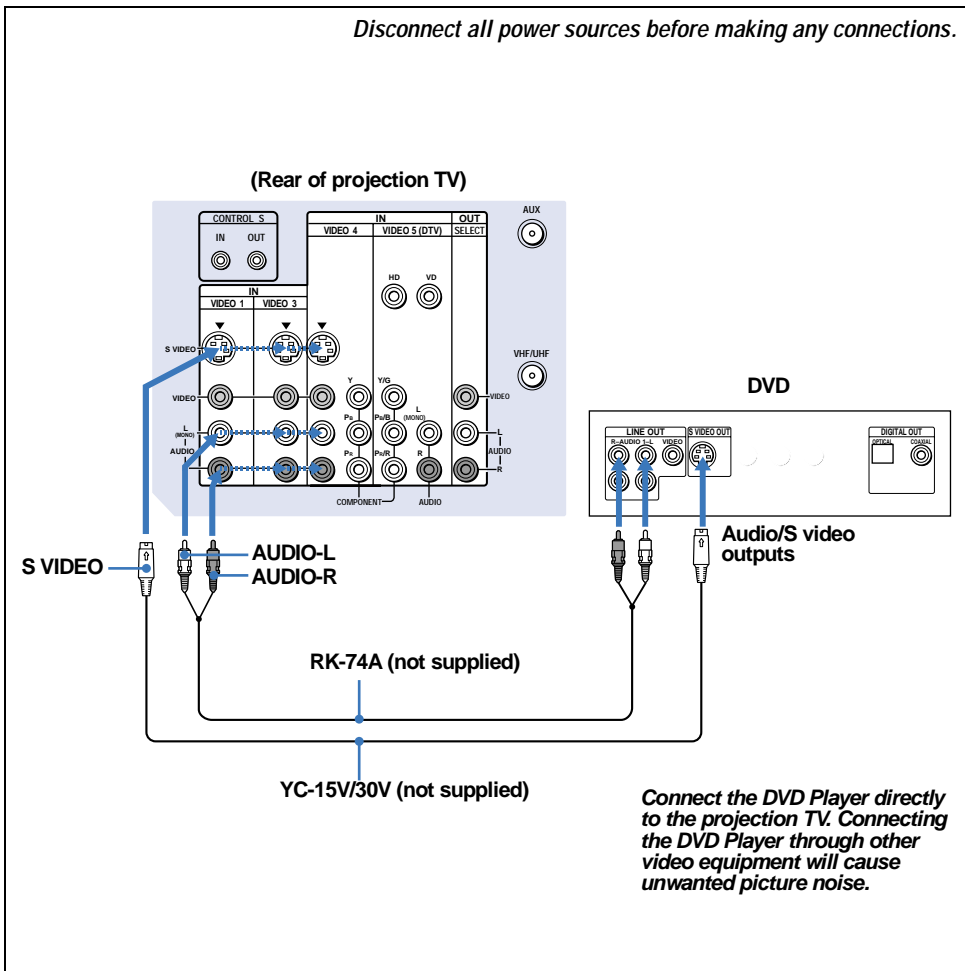 Disconnect all power sources before making any connections.
(Rear of projection TV)
CONTROL S
IN OUT
IN OUT
VIDEO 4 VIDEO 5 (DTV) SELECT
AUX
HD VD
IN
VIDEO 1 VIDEO 3
S VIDEO
VHF/UHF
Y Y/G
VIDEO VIDEO
L
(MONO)
PB PB/B L
(MONO)
L
AUDIO AUDIO
PR PR/R R R
COMPONENT AUDIO
DVD
LINE OUT S VIDEO OUT DIGITAL OUT
R–AUDIO 1–L VIDEO OPTICAL COAXIAL
S VIDEO
AUDIO-L
AUDIO-R
Audio/S video
outputs
RK-74A (not supplied)
YC-15V/30V (not supplied)
Connect the DVD Player directly
to the projection TV. Connecting
the DVD Player through other
video equipment will cause
unwanted picture noise.